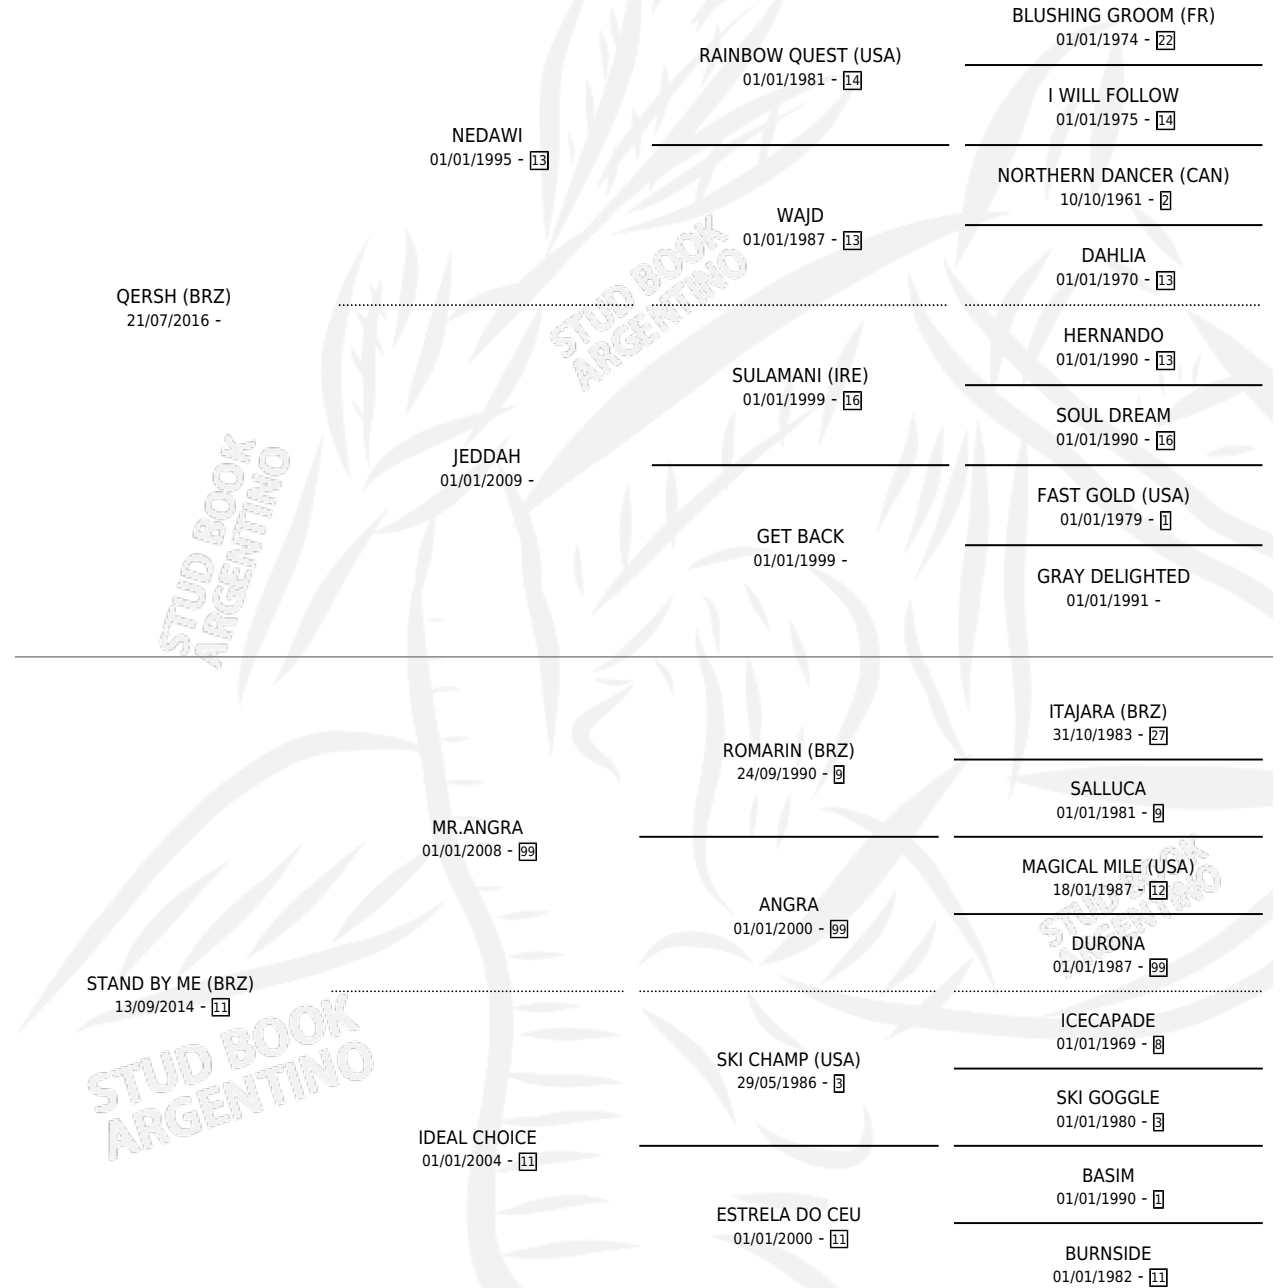 BLUSHING GROOM (FR)
01/01/1974 - 22
RAINBOW QUEST (USA)
01/01/1981 - 14
I WILL FOLLOW
01/01/1975 - 14
NEDAWI
01/01/1995 - 13
NORTHERN DANCER (CAN)
10/10/1961 - 2
WAJD
01/01/1987 - 13
DAHLIA
01/01/1970 - 13
QERSH (BRZ)
21/07/2016 -
HERNANDO
01/01/1990 - 13
SULAMANI (IRE)
01/01/1999 - 16
SOUL DREAM
01/01/1990 - 16
JEDDAH
01/01/2009 -
FAST GOLD (USA)
01/01/1979 - 1
GET BACK
01/01/1999 -
GRAY DELIGHTED
01/01/1991 -
STUD BOOK
ARGENTINO
STUD BOOK
ARGENTINO
ITAJARA (BRZ)
31/10/1983 - 27
ROMARIN (BRZ)
24/09/1990 - 9
SALLUCA
01/01/1981 - 9
MR.ANGRA
01/01/2008 - 99
MAGICAL MILE (USA)
18/01/1987 - 12
ANGRA
01/01/2000 - 99
DURONA
01/01/1987 - 99
STAND BY ME (BRZ)
13/09/2014 - 11
ICECAPADE
01/01/1969 - 8
SKI CHAMP (USA)
29/05/1986 - 3
SKI GOGGLE
01/01/1980 - 3
IDEAL CHOICE
01/01/2004 - 11
BASIM
01/01/1990 - 1
ESTRELA DO CEU
01/01/2000 - 11
BURNSIDE
01/01/1982 - 11
STUD BOOK
ARGENTINO
STUD BOOK
ARGENTINO